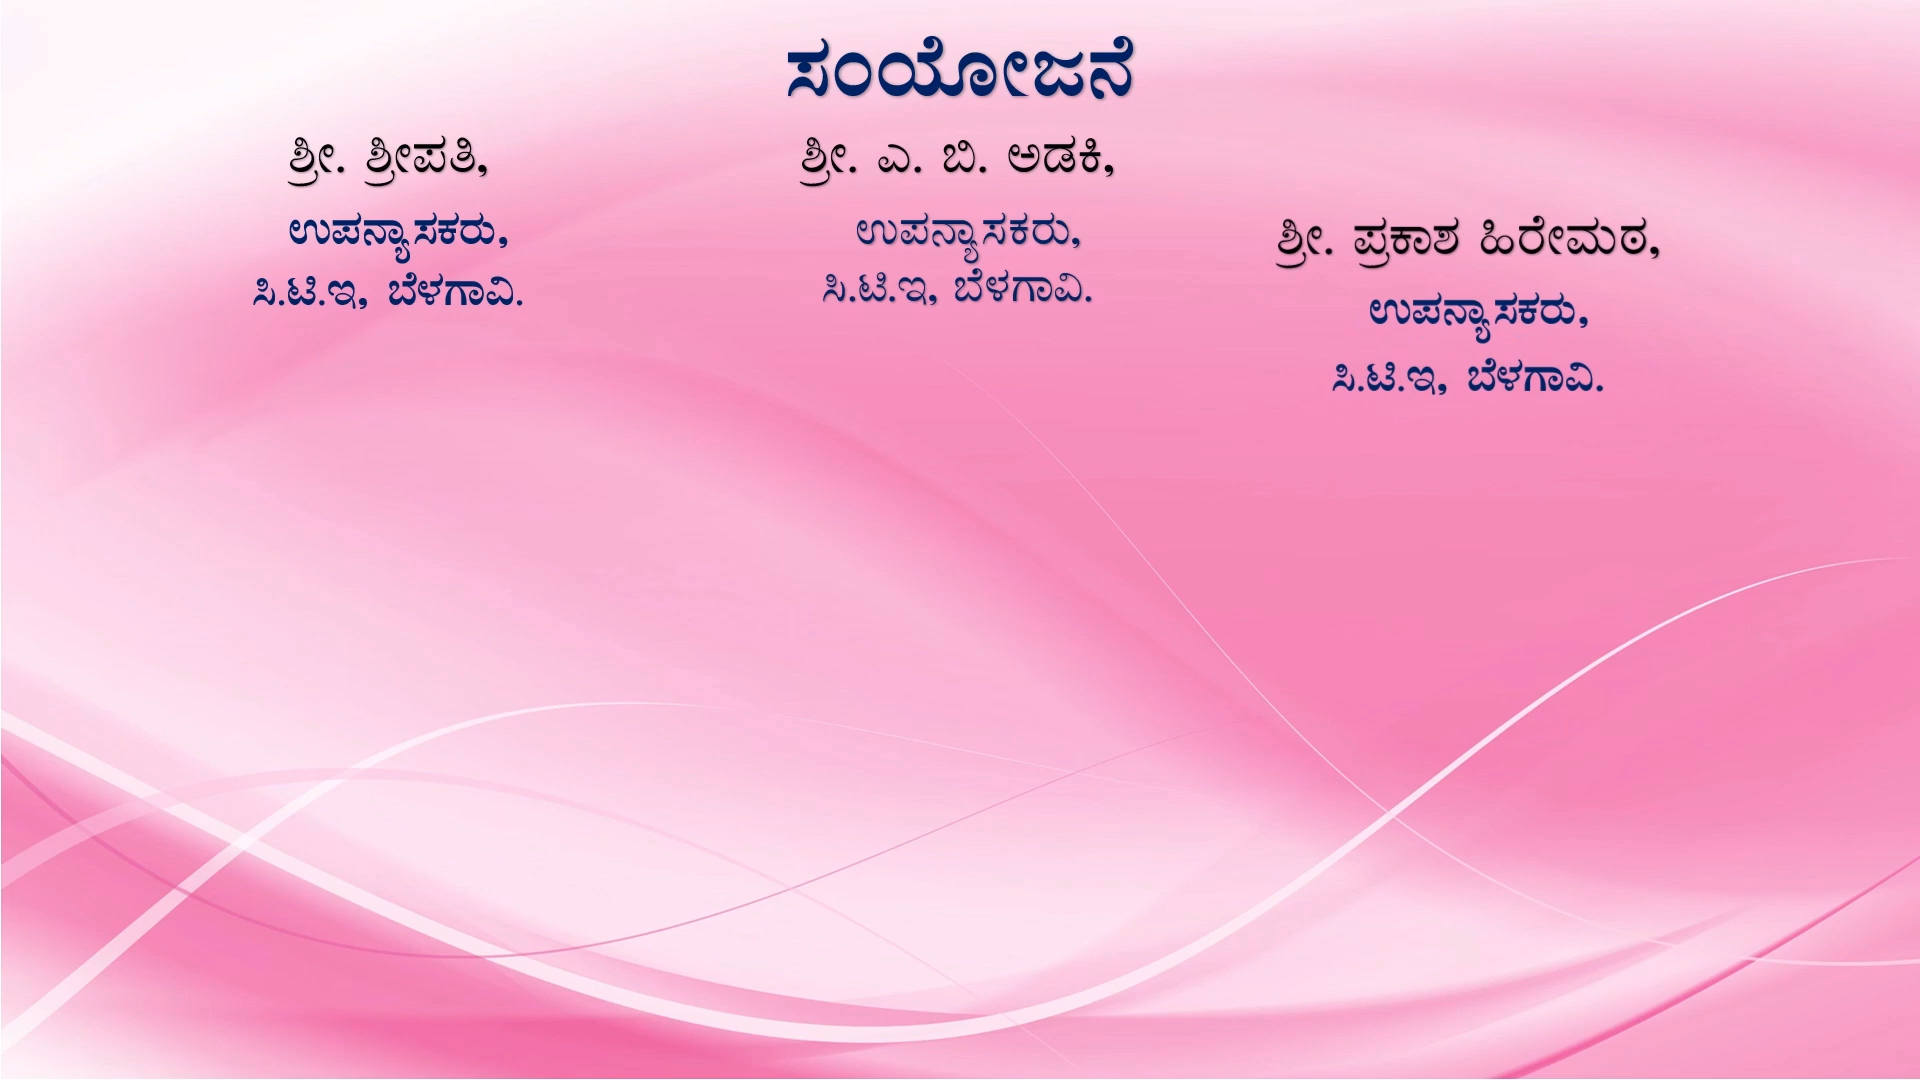 ಸಂಯೋಜನೆ
ಶ್ರೀ. ಶ್ರೀಪತಿ,
ಉಪನ್ಯಾಸಕರು,
ಸಿ.ಟಿ.ಇ, ಬೆಳಗಾವಿ.
ಶ್ರೀ. ಎ. ಬಿ. ಅಡಕಿ,
ಉಪನ್ಯಾಸಕರು,
ಸಿ.ಟಿ.ಇ, ಬೆಳಗಾವಿ.
ಶ್ರೀ. ಪ್ರಕಾಶ ಹಿರೇಮಠ,
ಉಪನ್ಯಾಸಕರು,
ಸಿ.ಟಿ.ಇ, ಬೆಳಗಾವಿ.